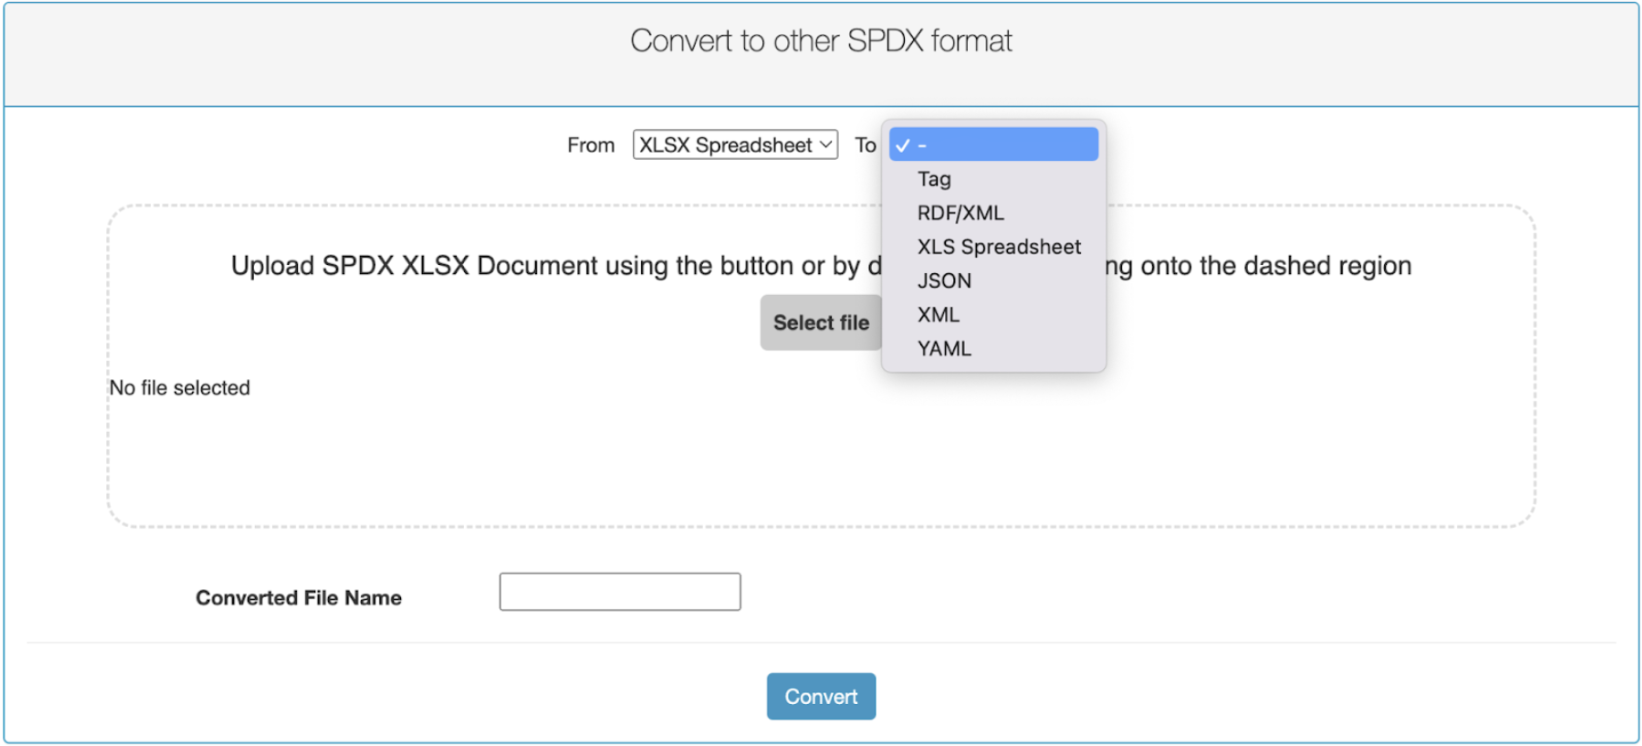 Convert to other SPDX format
From XLSX Spreadsheet To -
Tag
RDF/XML
XLS Spreadsheet
JSON
XML
YAML
Upload SPDX XLSX Document using the button or by d ng onto the dashed region
Select file
No file selected
Converted File Name
Convert